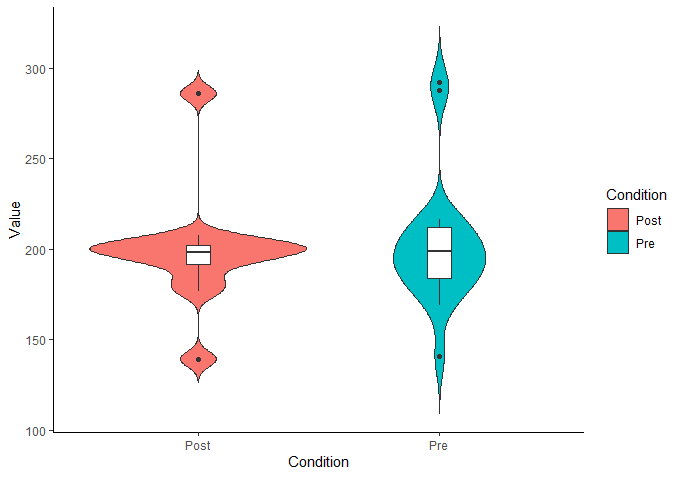 300
250
200
150
100
Value
Post
Pre
Condition
Condition
Post
Pre